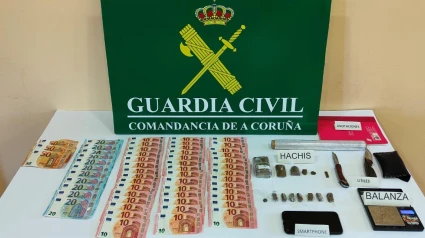 GUARDIA CIVIL
COMANDANCIA DE A CORUÑA
HACHIS
BALANZA
SMARTPHONE